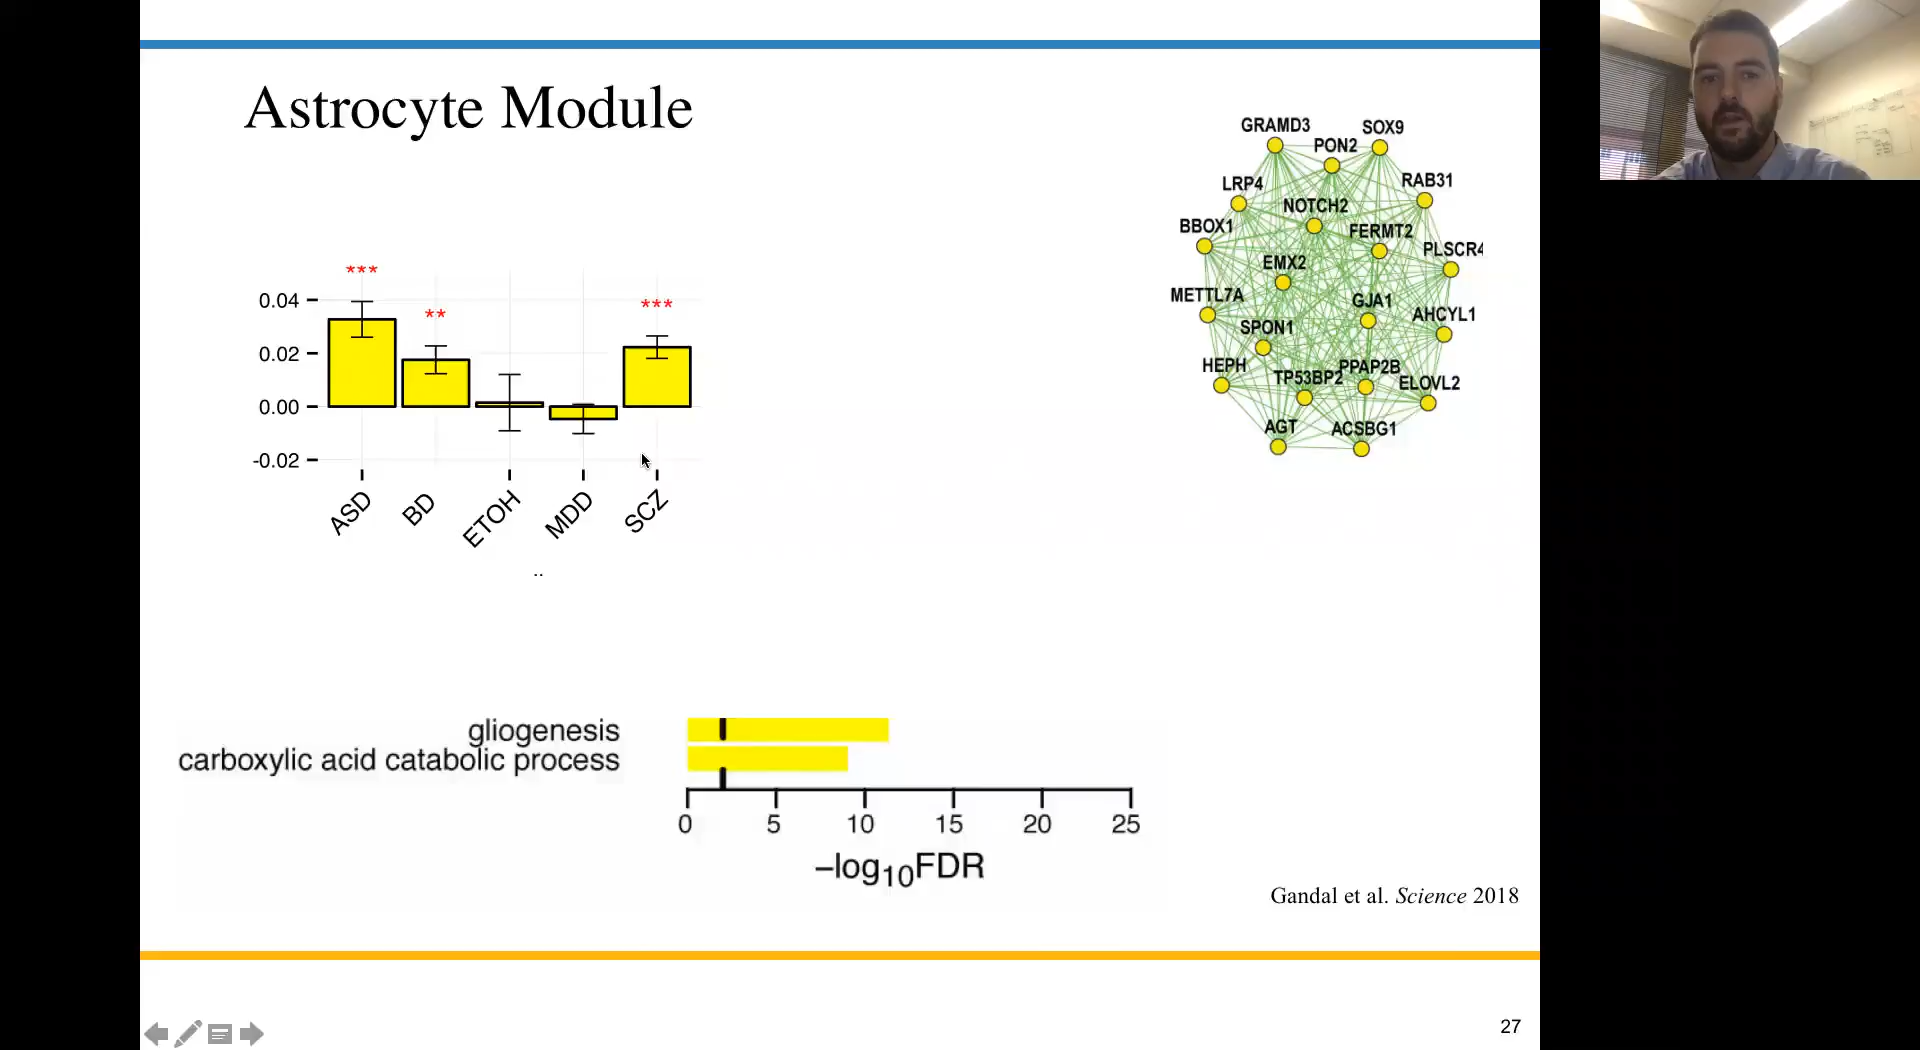 Astrocyte Module
***
**
***
0.04
0.02
0.00
-0.02
ASD
BD
ETOH
MDD
SCZ
..
GRAMD3
SOX9
PON2
LRP4
RAB31
NOTCH2
BBOX1
FERMT2
PLSCR4
EMX2
METTL7A
GJA1
AHCYL1
SPON1
HEPH
PPAP2B
TP53BP2
ELOVL2
AGT
ACSBG1
gliogenesis
carboxylic acid catabolic process
0 5 10 15 20 25
–log10FDR
Gandal et al. Science 2018
27